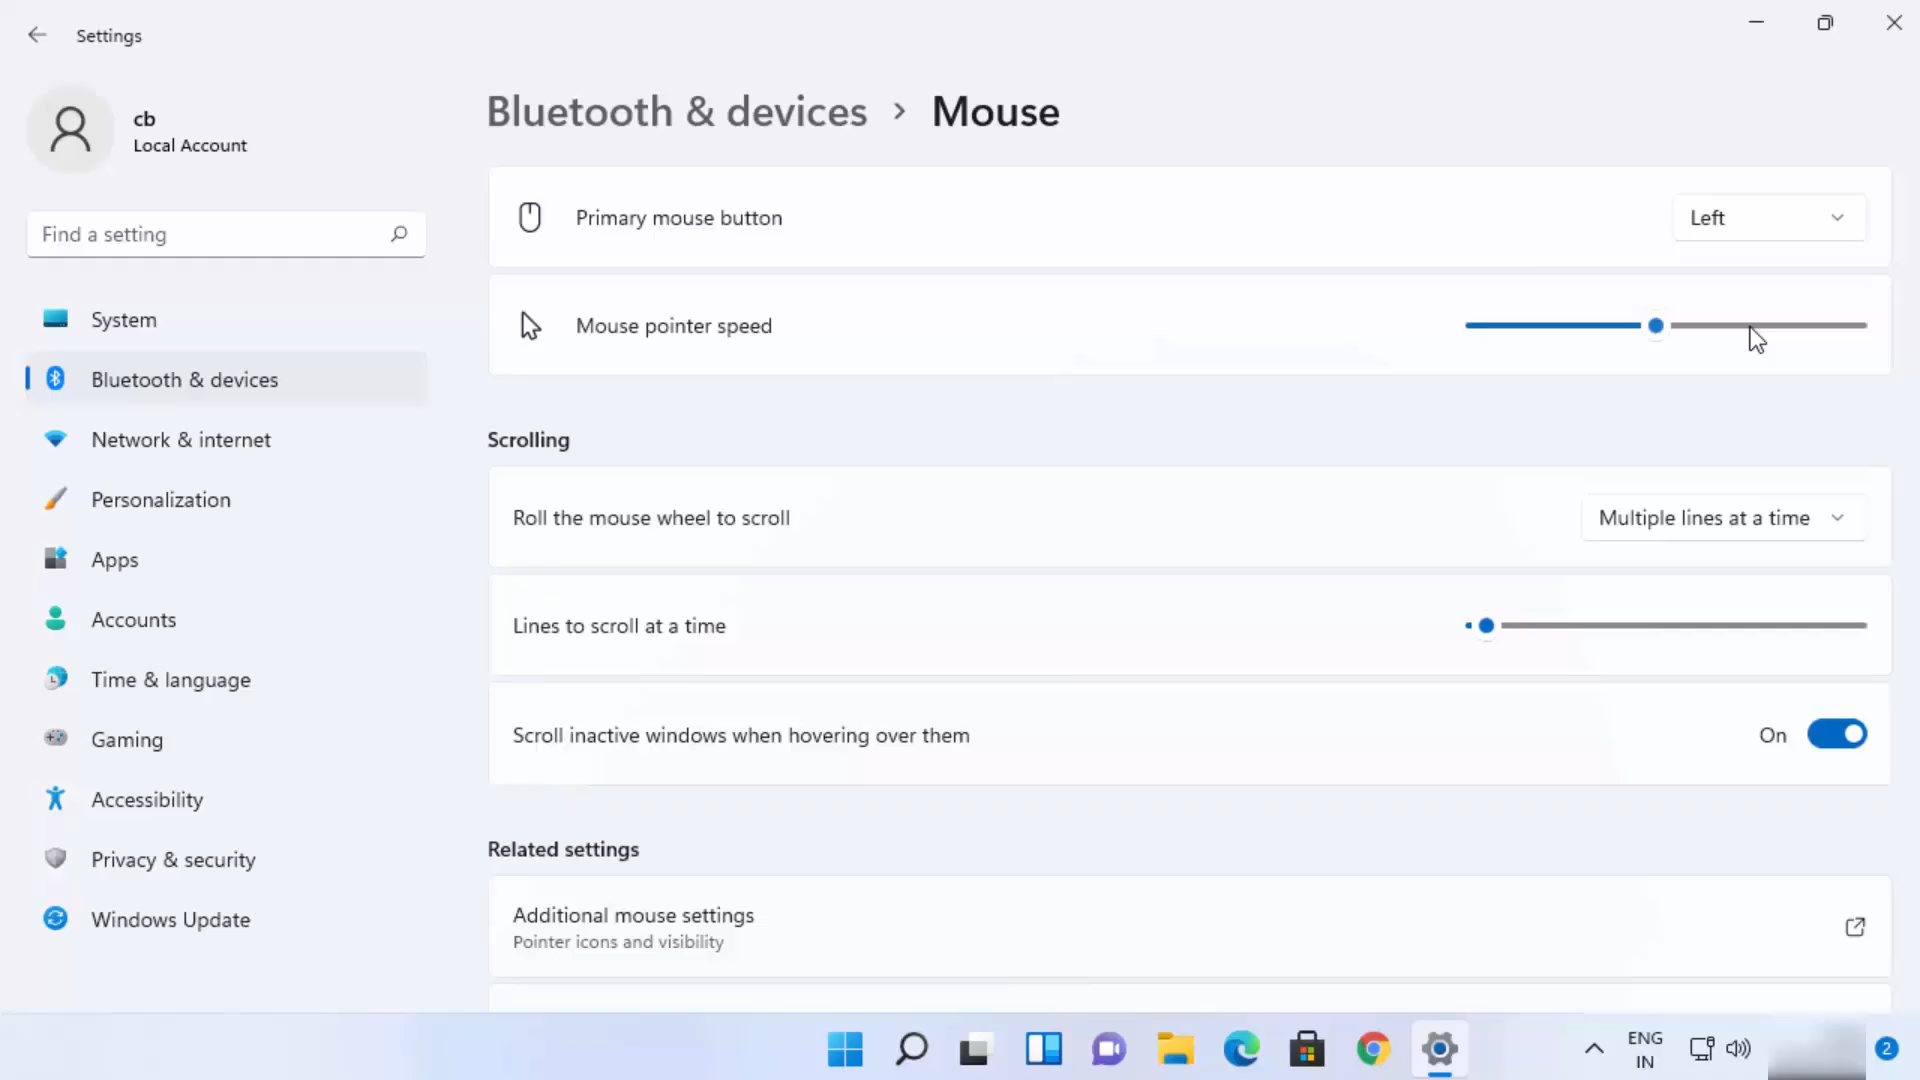 Settings
cb
Local Account
Find a setting
System
Bluetooth & devices
Network & internet
Personalization
Apps
Accounts
Time & language
Gaming
Accessibility
Privacy & security
Windows Update
Bluetooth & devices › Mouse
Primary mouse button
Left
Mouse pointer speed
Scrolling
Roll the mouse wheel to scroll
Multiple lines at a time
Lines to scroll at a time
Scroll inactive windows when hovering over them
On
Related settings
Additional mouse settings
Pointer icons and visibility
ENG
IN
2